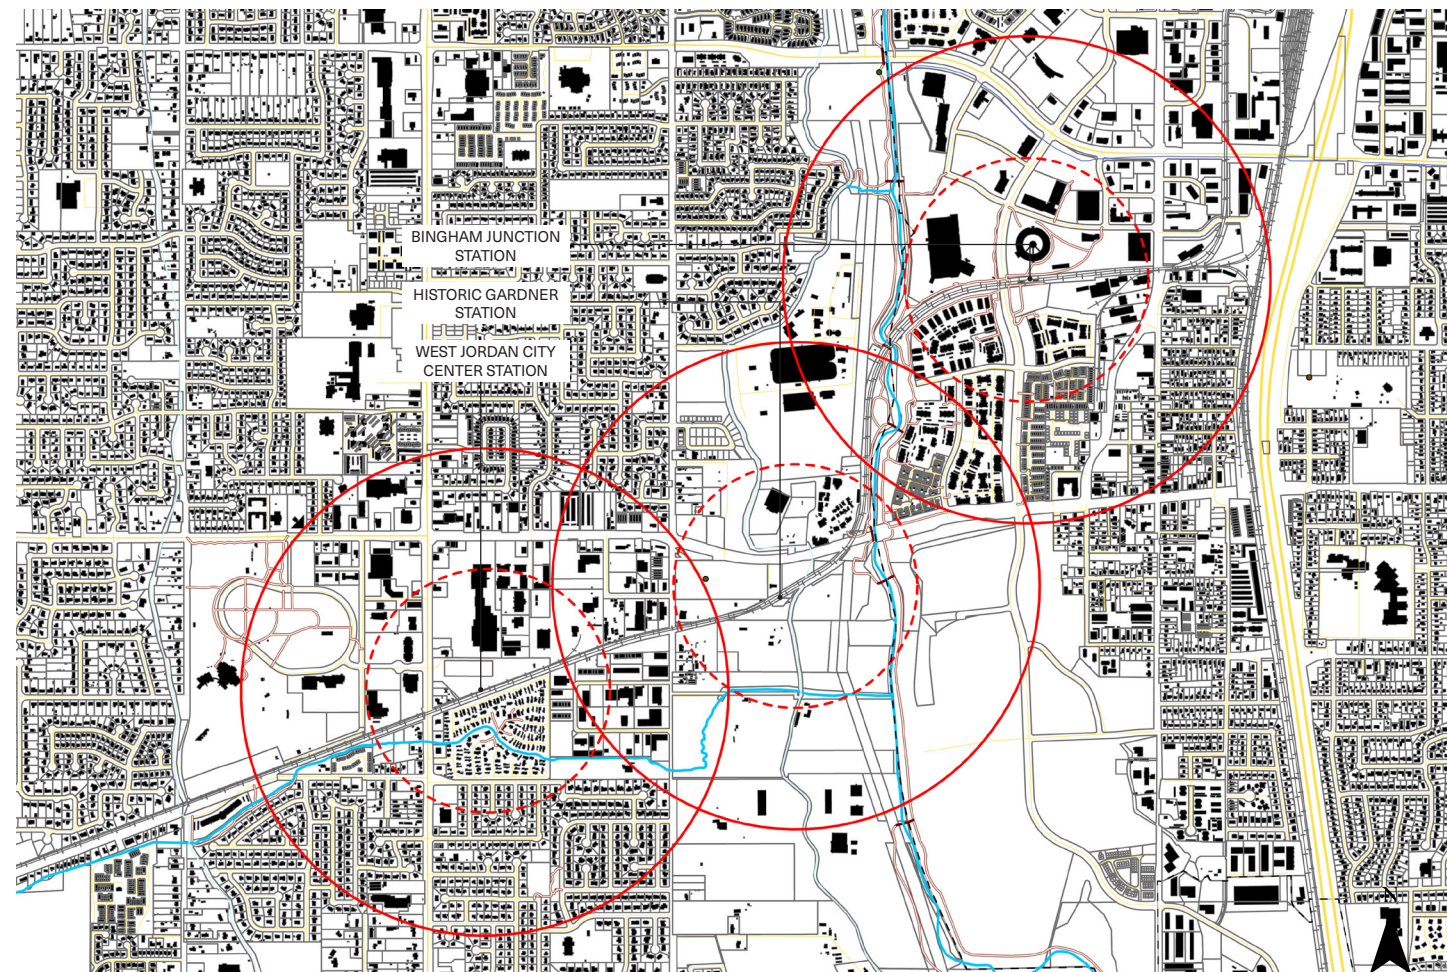 BINGHAM JUNCTION
STATION
HISTORIC GARDNER
STATION
WEST JORDAN CITY
CENTER STATION